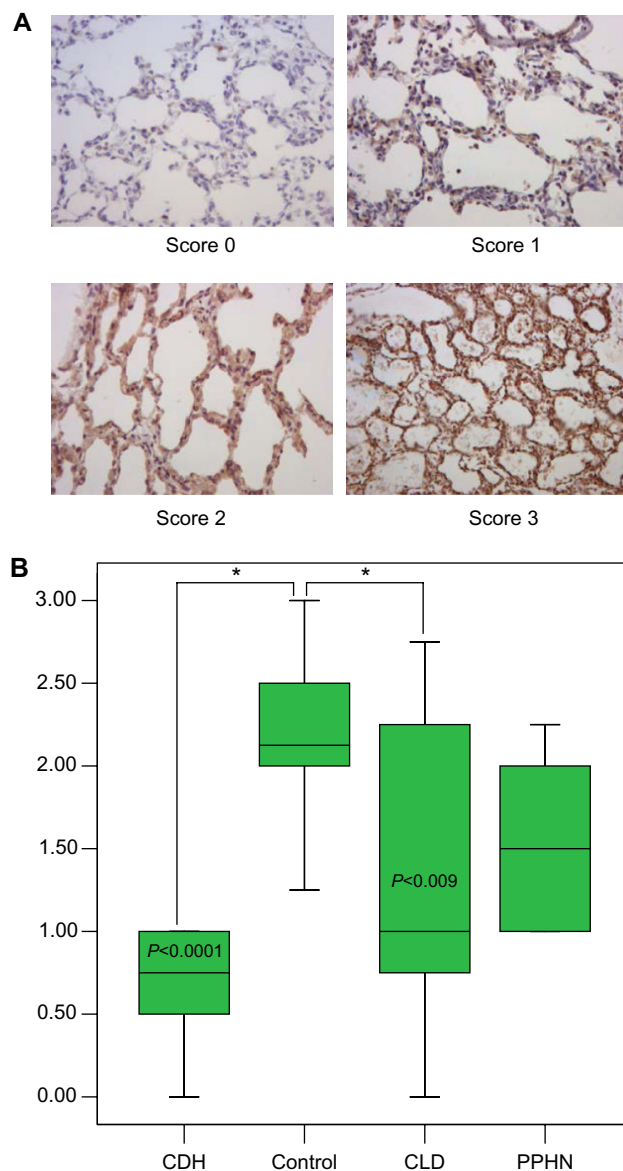 A
Score 0
Score 1
Score 2
Score 3
B
* *
3.00
2.50
2.00
1.50
1.00
0.50
0.00
P<0.0001
P<0.009
CDH Control CLD PPHN